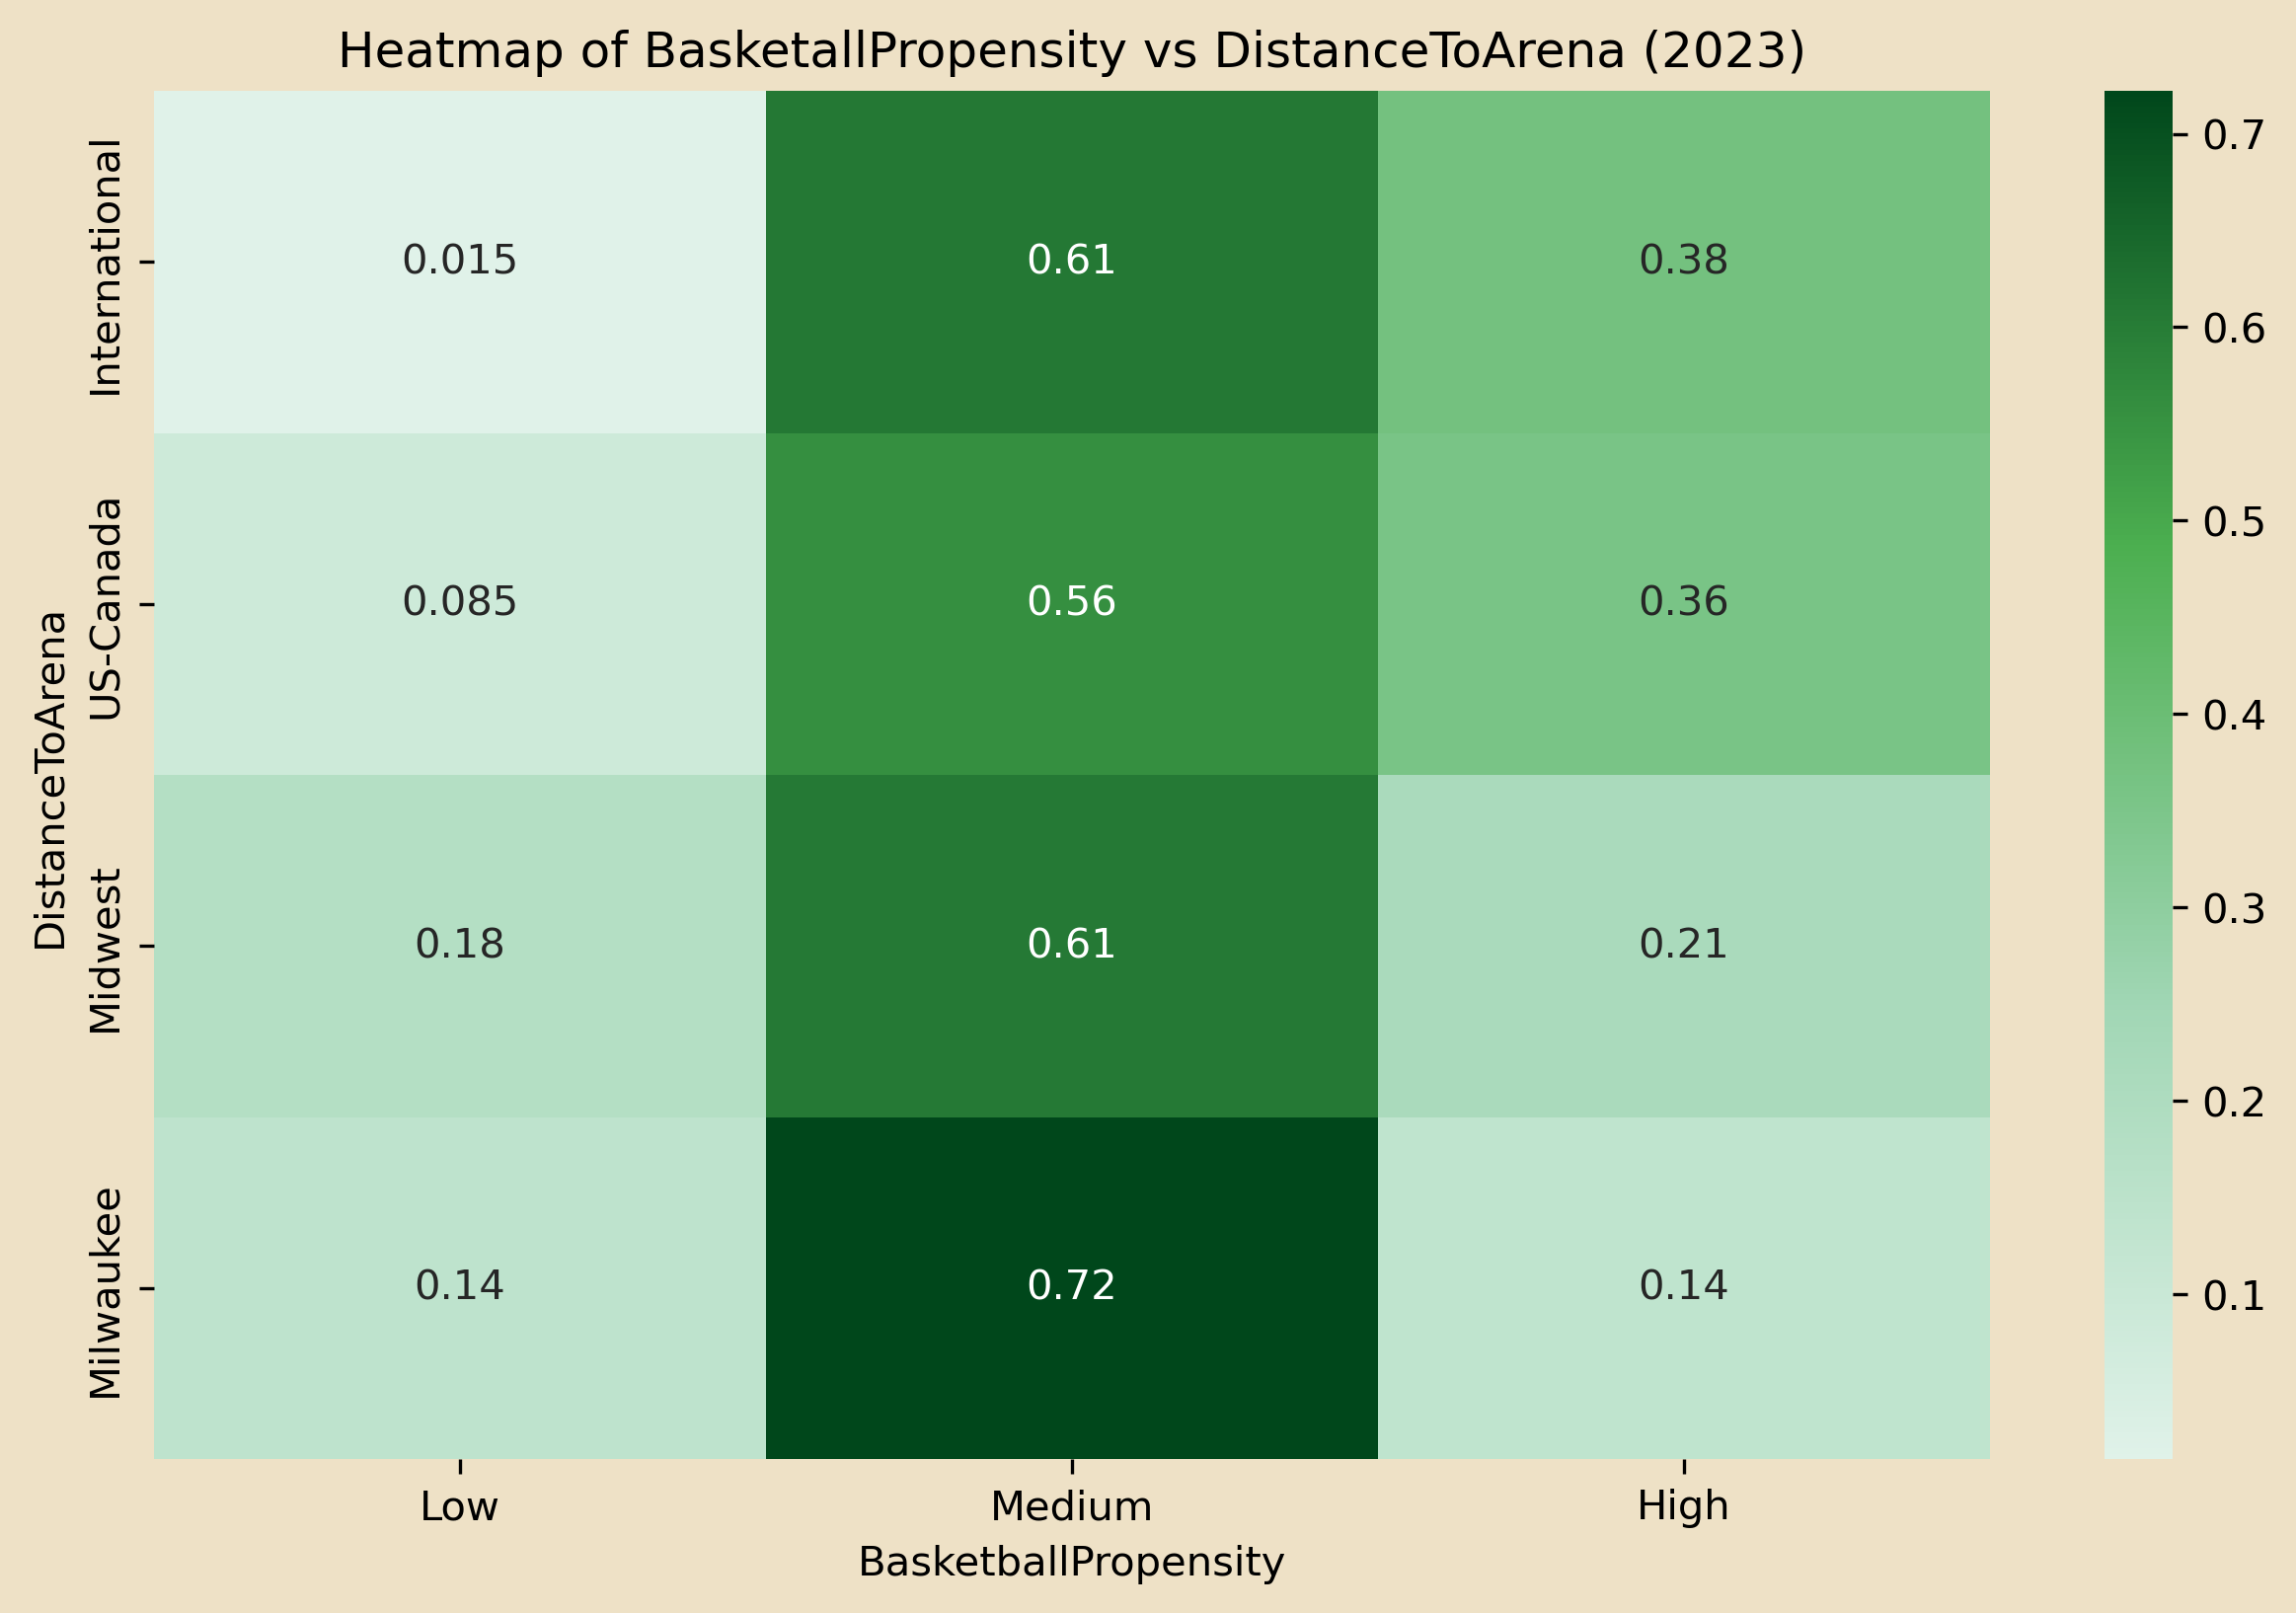 Heatmap of BasketallPropensity vs DistanceToArena (2023)
DistanceToArena
International
0.015 0.61 0.38
US-Canada
0.085 0.56 0.36
Midwest
0.18 0.61 0.21
Milwaukee
0.14 0.72 0.14
Low Medium High
BasketballPropensity
0.7
0.6
0.5
0.4
0.3
0.2
0.1